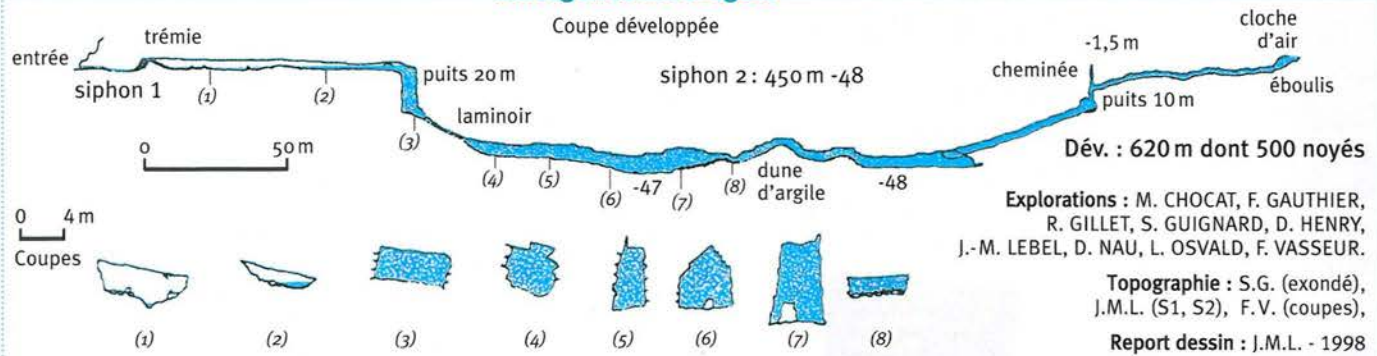 Coupe développée
entrée
trémie
siphon 1
(1)
(2)
puits 20 m
(3)
laminoir
siphon 2 : 450 m -48
(4)
(5)
(6)
-47
(7)
(8)
dune
d'argile
-48
cheminée
-1,5 m
puits 10 m
cloche
d'air
éboulis
0 50 m
Dév. : 620 m dont 500 noyés
Explorations : M. CHOCAT, F. GAUTHIER,
R. GILLET, S. GUIGNARD, D. HENRY,
J.-M. LEBEL, D. NAU, L. OSVALD, F. VASSEUR.
Topographie : S.G. (exondé),
J.M.L. (S1, S2), F.V. (coupes),
Report dessin : J.M.L. - 1998
0 4 m
Coupes
(1)
(2)
(3)
(4)
(5)
(6)
(7)
(8)